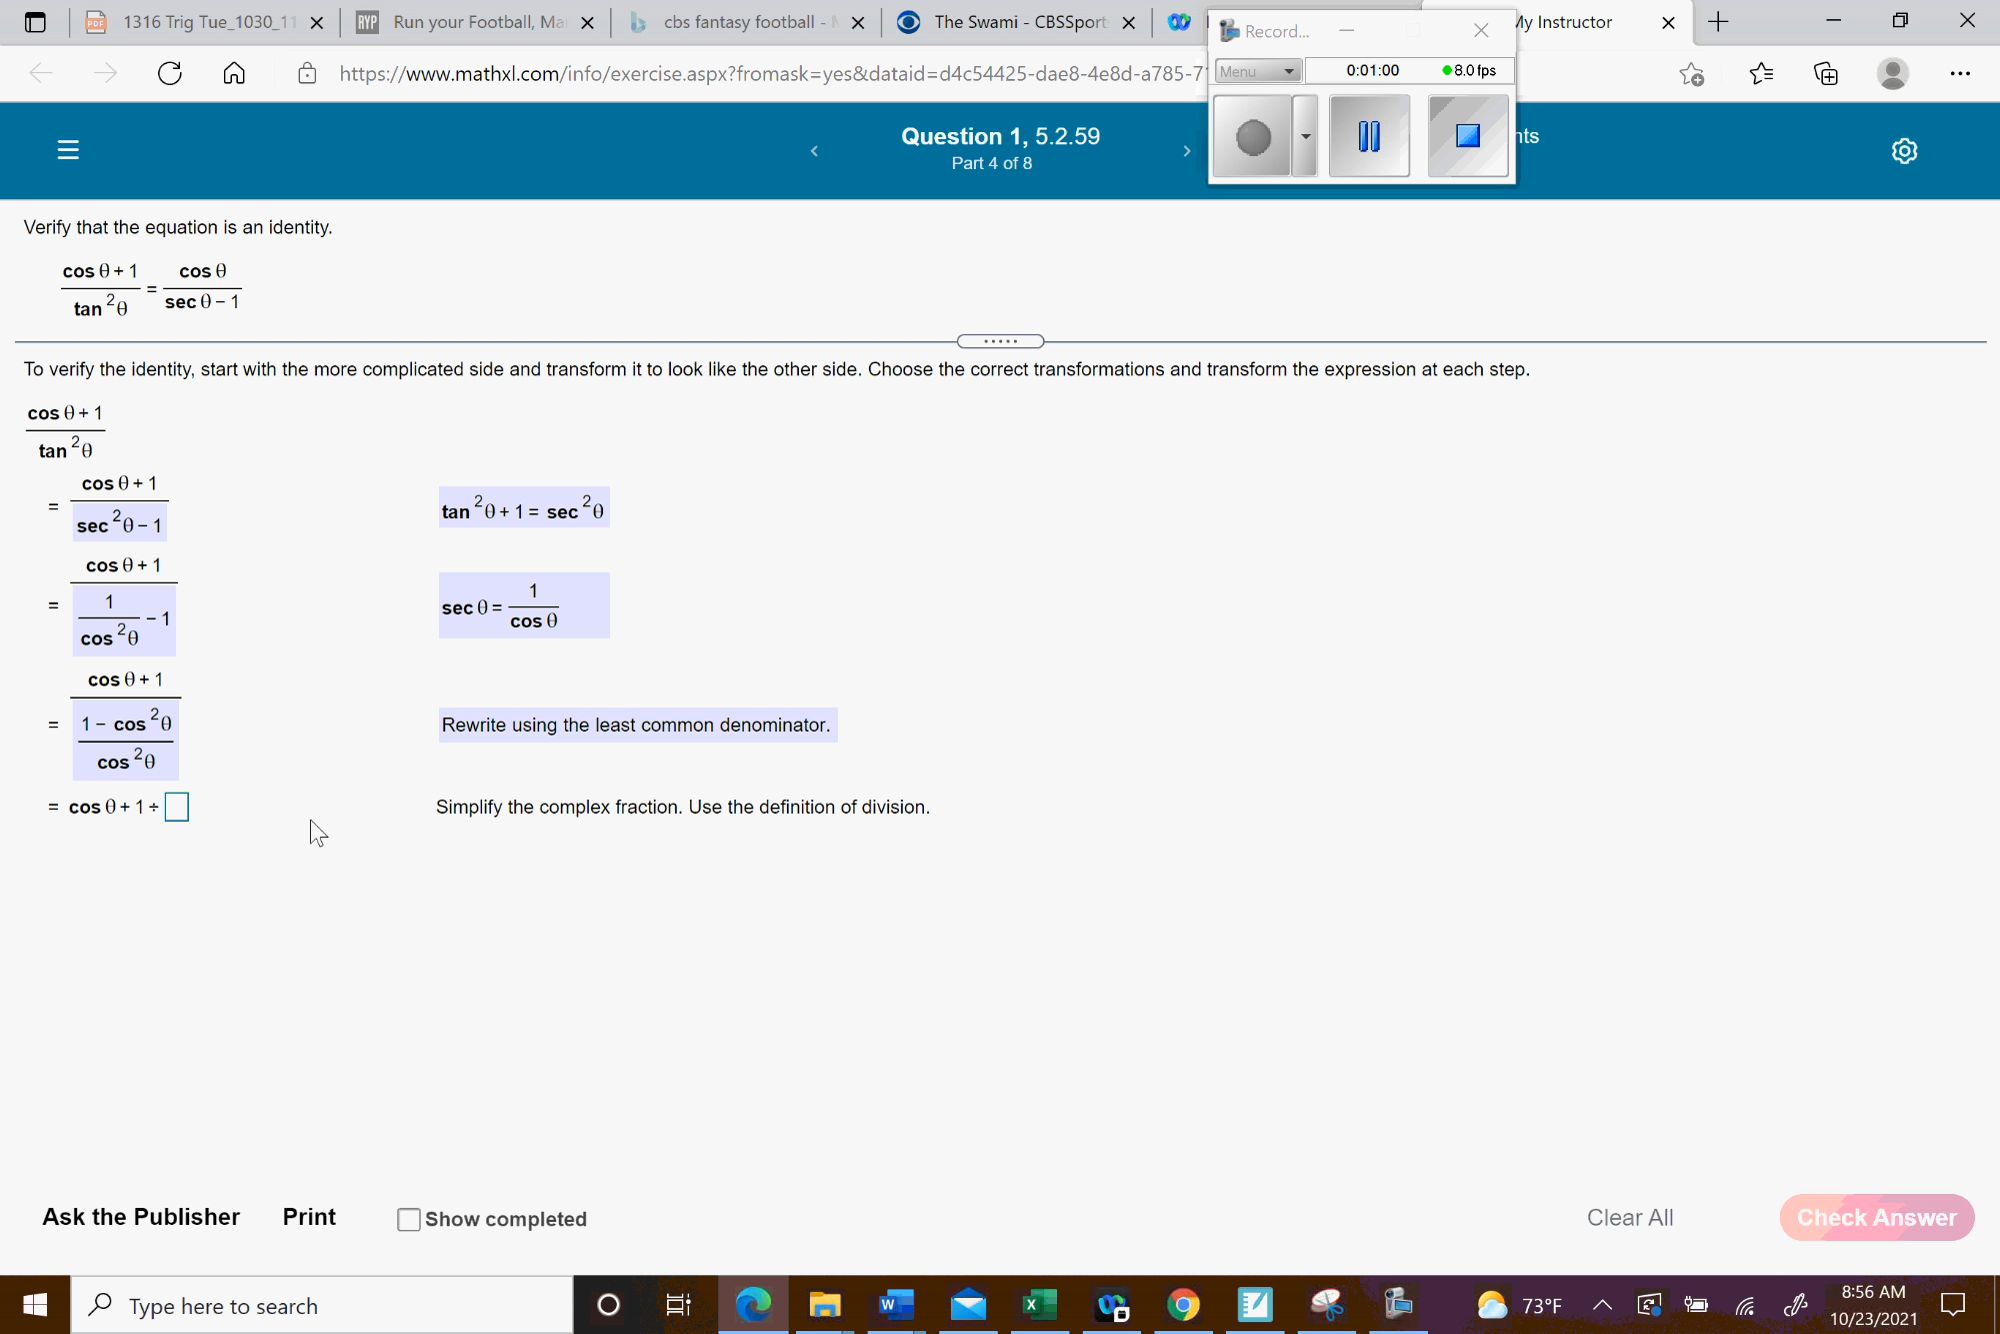 1316 Trig Tue_1030_11
RYP Run your Football, Ma
cbs fantasy football -
The Swami - CBSSport
My Instructor
Record...
https://www.mathxl.com/info/exercise.aspx?fromask=yes&dataid=d4c54425-dae8-4e8d-a785-7
Menu 0:01:00 8.0 fps
Question 1, 5.2.59
Part 4 of 8
nts
Verify that the equation is an identity.
cos θ + 1 / tan²θ = cos θ / sec θ − 1
To verify the identity, start with the more complicated side and transform it to look like the other side. Choose the correct transformations and transform the expression at each step.
cos θ + 1 / tan²θ
= cos θ + 1 / sec²θ − 1 tan²θ + 1 = sec²θ
= cos θ + 1 / 1 / cos²θ − 1 sec θ = 1 / cos θ
= cos θ + 1 / 1 − cos²θ / cos²θ Rewrite using the least common denominator.
= cos θ + 1 ÷ Simplify the complex fraction. Use the definition of division.
Ask the Publisher Print Show completed Clear All Check Answer
Type here to search
73°F
8:56 AM
10/23/2021